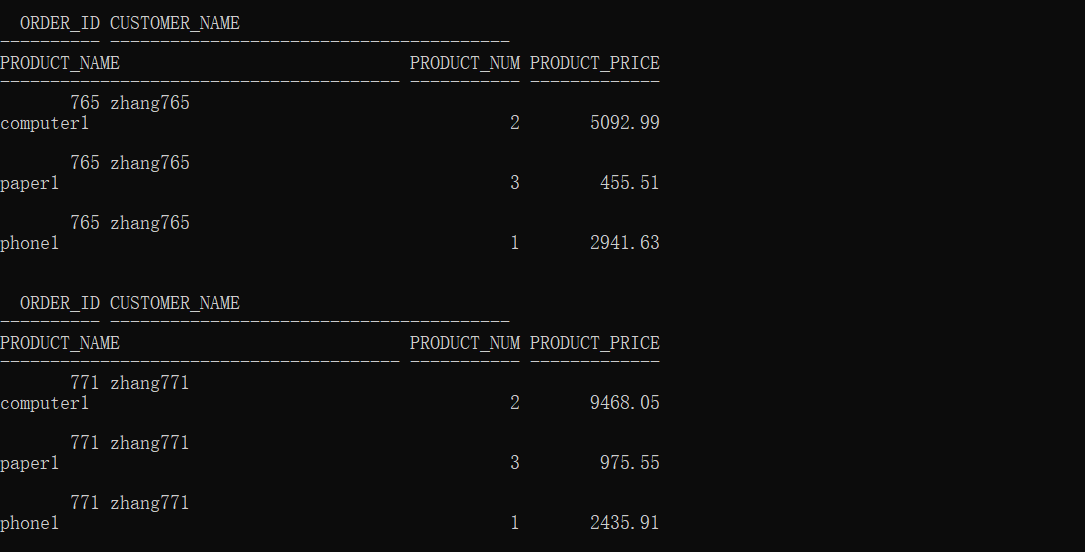 ORDER_ID CUSTOMER_NAME
---------- ----------------------------------------
PRODUCT_NAME                             PRODUCT_NUM PRODUCT_PRICE
---------------------------------------- ----------- -------------
765 zhang765
computer1                                          2       5092.99
765 zhang765
paper1                                             3        455.51
765 zhang765
phone1                                             1       2941.63
ORDER_ID CUSTOMER_NAME
---------- ----------------------------------------
PRODUCT_NAME                             PRODUCT_NUM PRODUCT_PRICE
---------------------------------------- ----------- -------------
771 zhang771
computer1                                          2       9468.05
771 zhang771
paper1                                             3        975.55
771 zhang771
phone1                                             1       2435.91